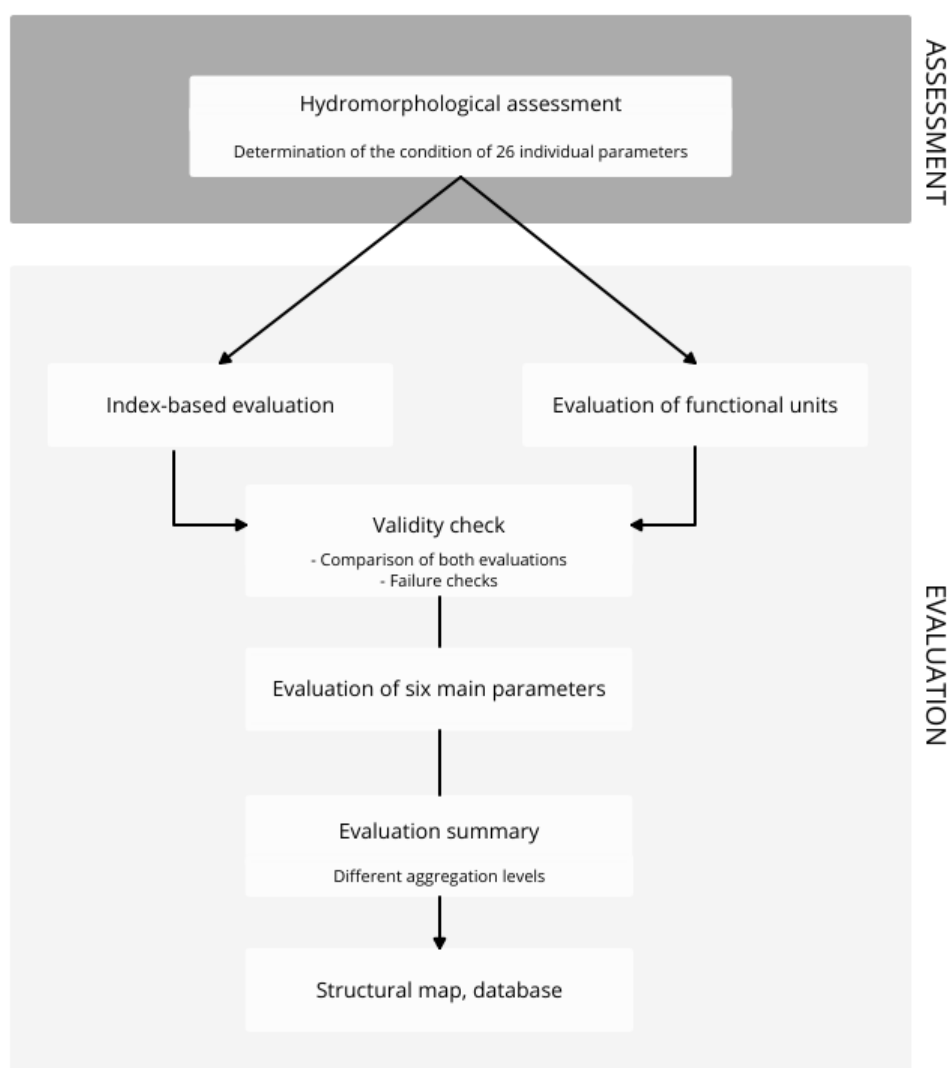 ASSESSMENT
Hydromorphological assessment
Determination of the condition of 26 individual parameters
EVALUATION
Index-based evaluation
Evaluation of functional units
Validity check
- Comparison of both evaluations
- Failure checks
Evaluation of six main parameters
Evaluation summary
Different aggregation levels
Structural map, database